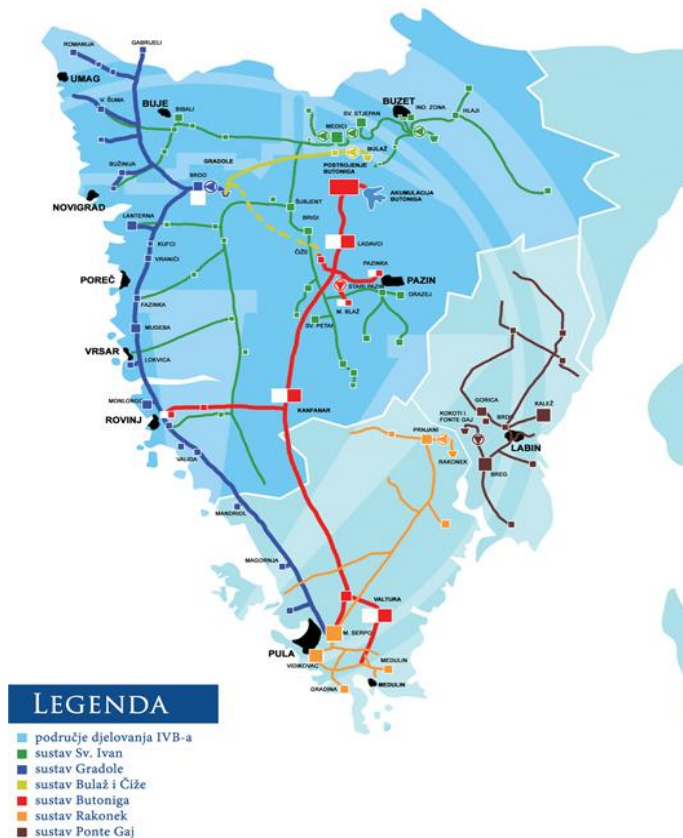 ROMANIJA
GABRIJELI
UMAG
V. ŠUMA
BUJE
BIBALI
BUZET
IND. ZONA
HLAJI
SV. STJEPAN
MEDICI
BULAŽ
GRADOLE
BUŽINIJA
BRDO
POSTROJENJE
BUTONIGA
AKUMULACIJA
BUTONIGA
NOVIGRAD
LANTERNA
ŠUBIJENT
BRIGI
KUFCI
VRANIĆI
LADAVCI
ČIŽE
PAZINKA
PAZIN
POREČ
STARI PAZIN
GRAZEJ
M. BLAŽ
FAZINKA
MUGEBA
SV. PETAR
VRSAR
LOKVICA
MONLONGO
KANFANAR
ROVINJ
GORICA
KALEŽ
BRDO
KOKOTI I
FONTE GAJ
LABIN
PRNJANI
RAKONEK
BREG
VALIDA
MANDRIOL
MAGORNJA
VALTURA
M. SERPO
PULA
VIDIKOVAC
MEDULIN
MEDULIN
GRADINA
LEGENDA
područje djelovanja IVB-a
sustav Sv. Ivan
sustav Gradole
sustav Bulaž i Čiže
sustav Butoniga
sustav Rakonek
sustav Ponte Gaj